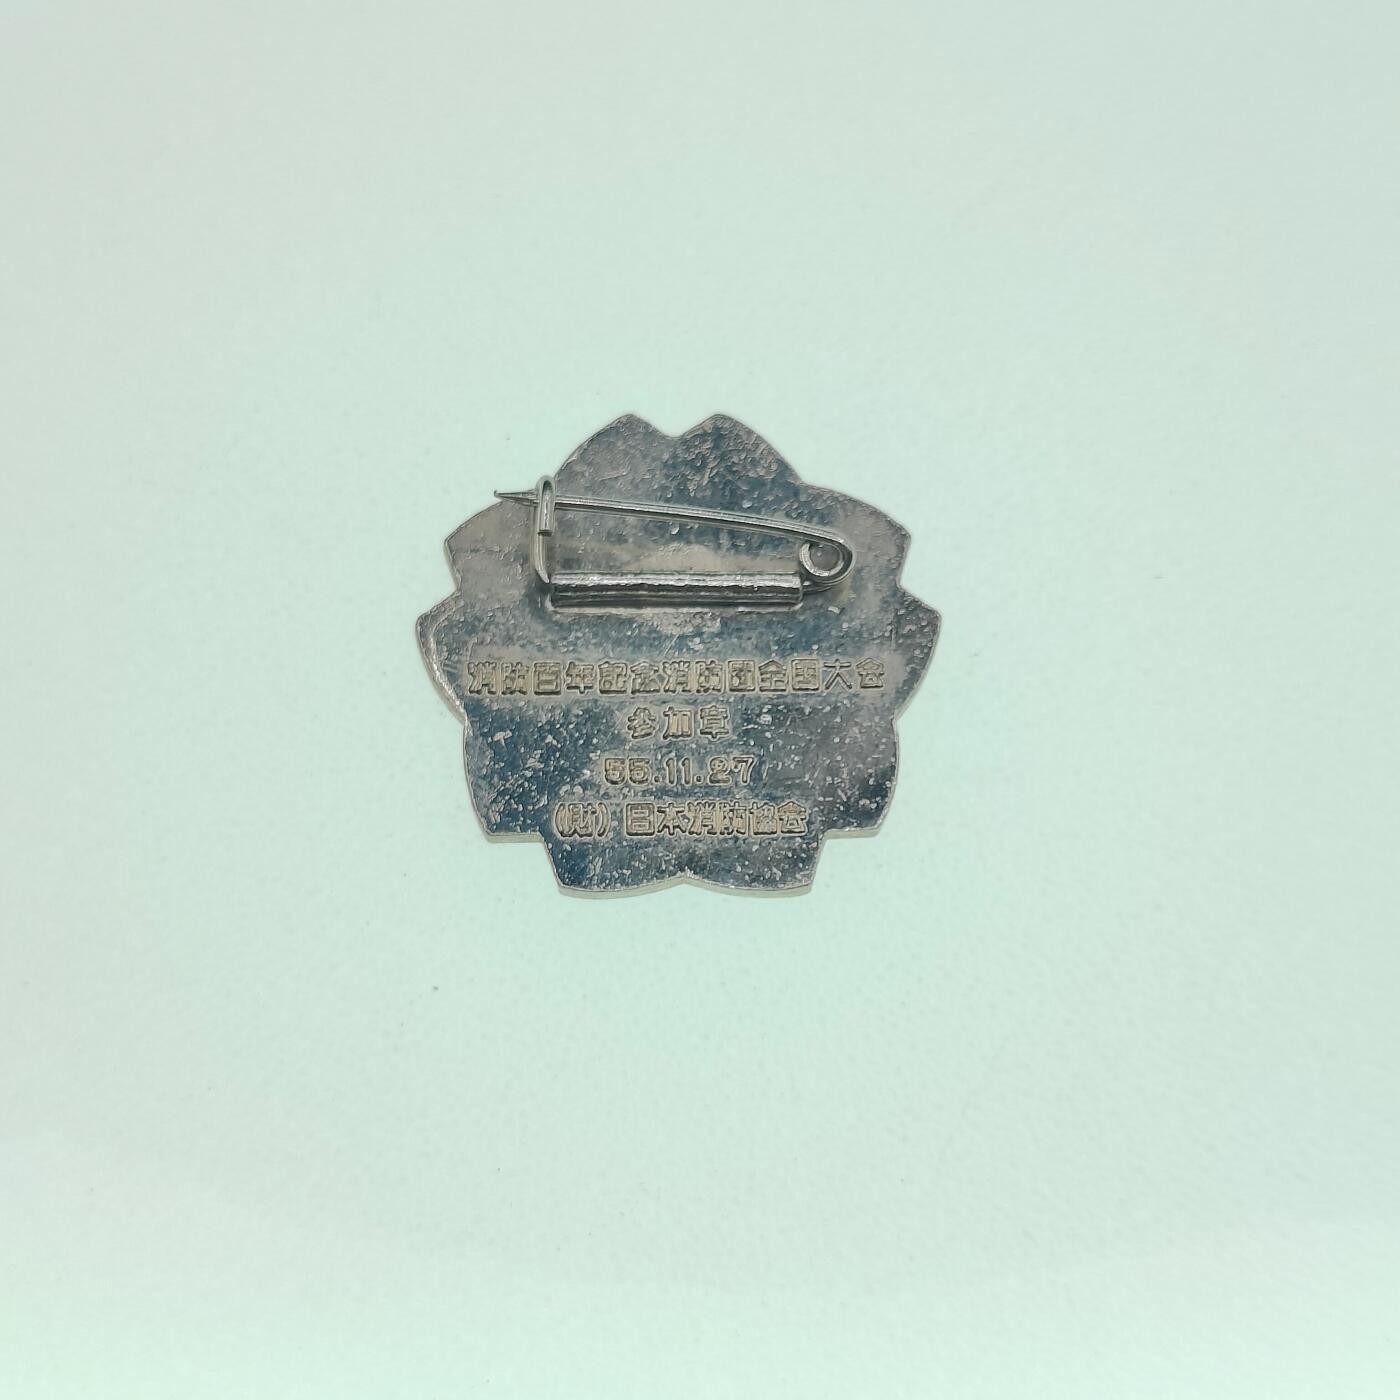 消防百年記念消防団全国大会
参加章
55.11.27
(財) 日本消防協会